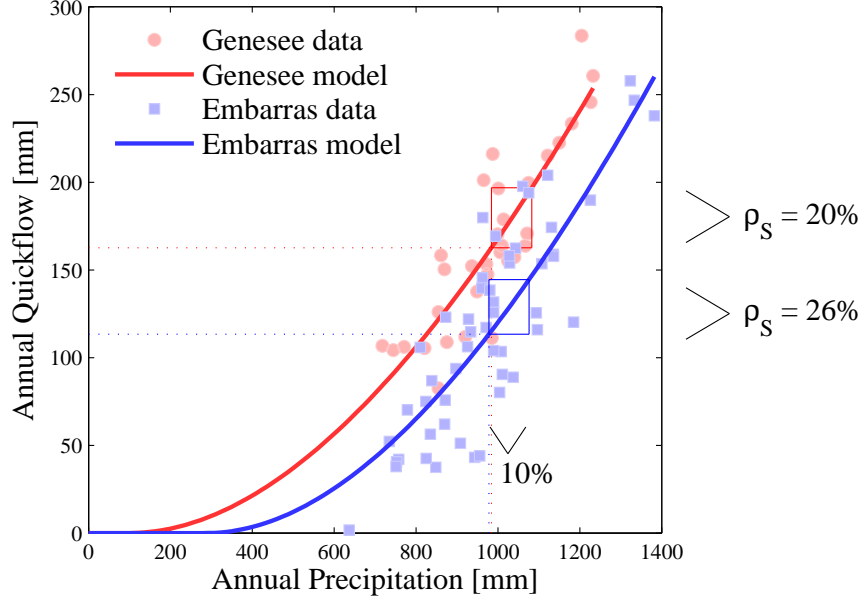 300
250
200
150
100
50
0
Annual Quickflow [mm]
Genesee data
Genesee model
Embarras data
Embarras model
ρS = 20%
ρS = 26%
10%
0 200 400 600 800 1000 1200 1400
Annual Precipitation [mm]